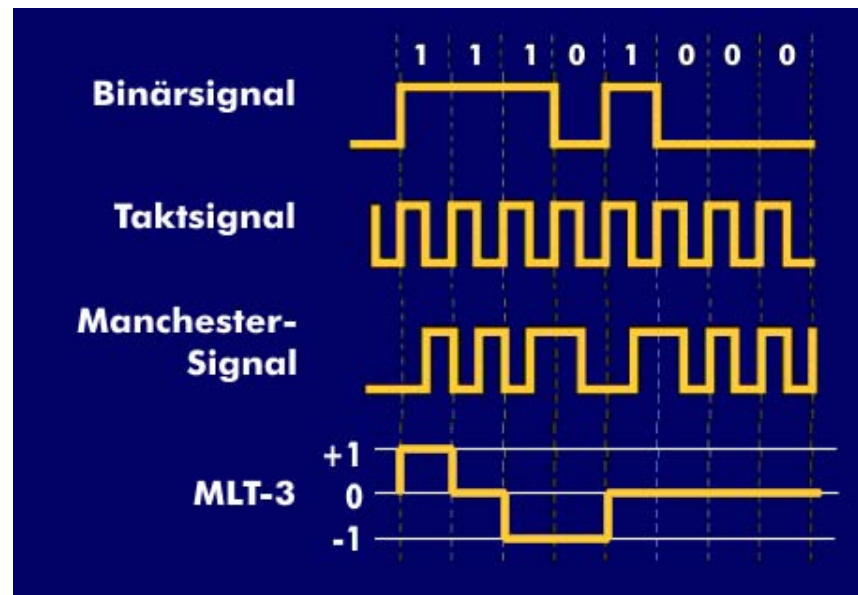 1 1 1 0 1 0 0 0
Binärsignal
Taktsignal
Manchester-
Signal
+1
MLT-3 0
-1